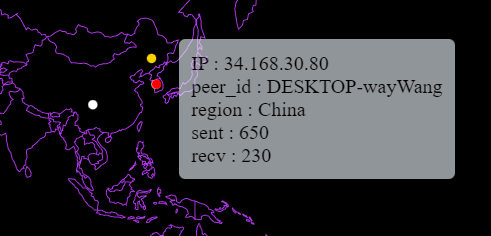 IP : 34.168.30.80
peer_id : DESKTOP-wayWang
region : China
sent : 650
recv : 230